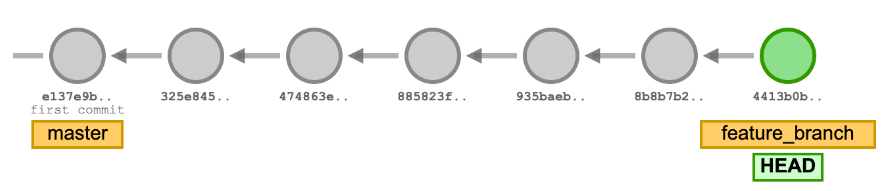 e137e9b.. 325e845.. 474863e.. 885823f.. 935baeb.. 8b8b7b2.. 4413b0b..
first commit
master feature_branch
HEAD